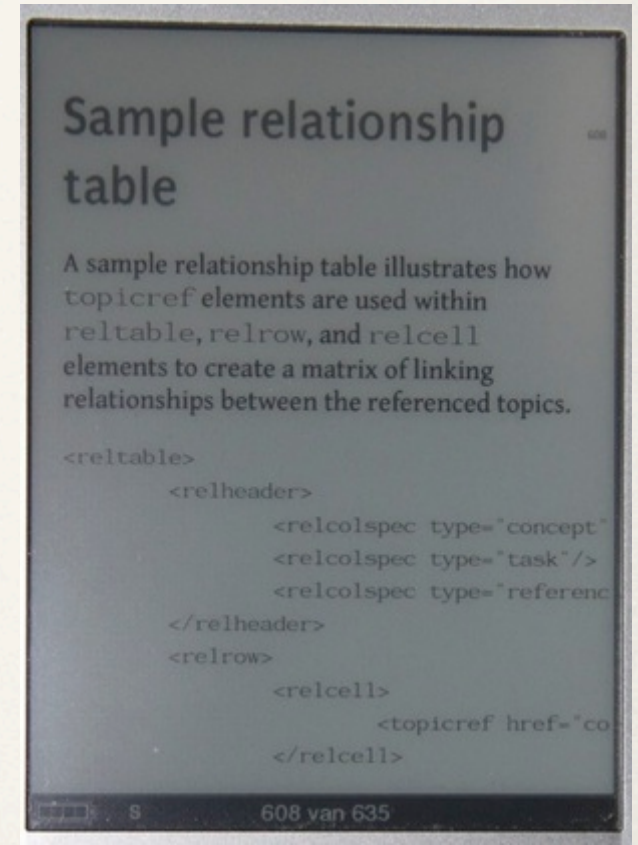 Sample relationship
608
table
A sample relationship table illustrates how
topicref elements are used within
reltable, relrow, and relcell
elements to create a matrix of linking
relationships between the referenced topics.
<reltable>
<relheader>
<relcolspec type="concept"
<relcolspec type="task"/>
<relcolspec type="referenc
</relheader>
<relrow>
<relcell>
<topicref href="co
</relcell>
S 608 van 635